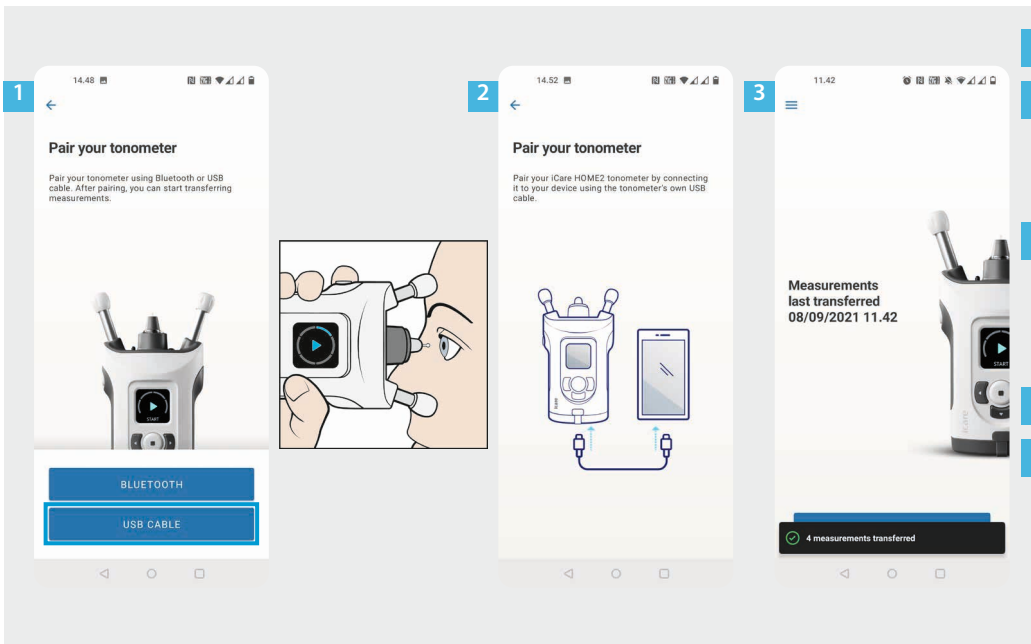 1
14.48
Pair your tonometer
Pair your tonometer using Bluetooth or USB
cable. After pairing, you can start transferring
measurements.
START
BLUETOOTH
USB CABLE
2
14.52
Pair your tonometer
Pair your iCare HOME2 tonometer by connecting
it to your device using the tonometer's own USB
cable.
icare
3
11.42
Measurements
last transferred
08/09/2021 11.42
START
icare
4 measurements transferred